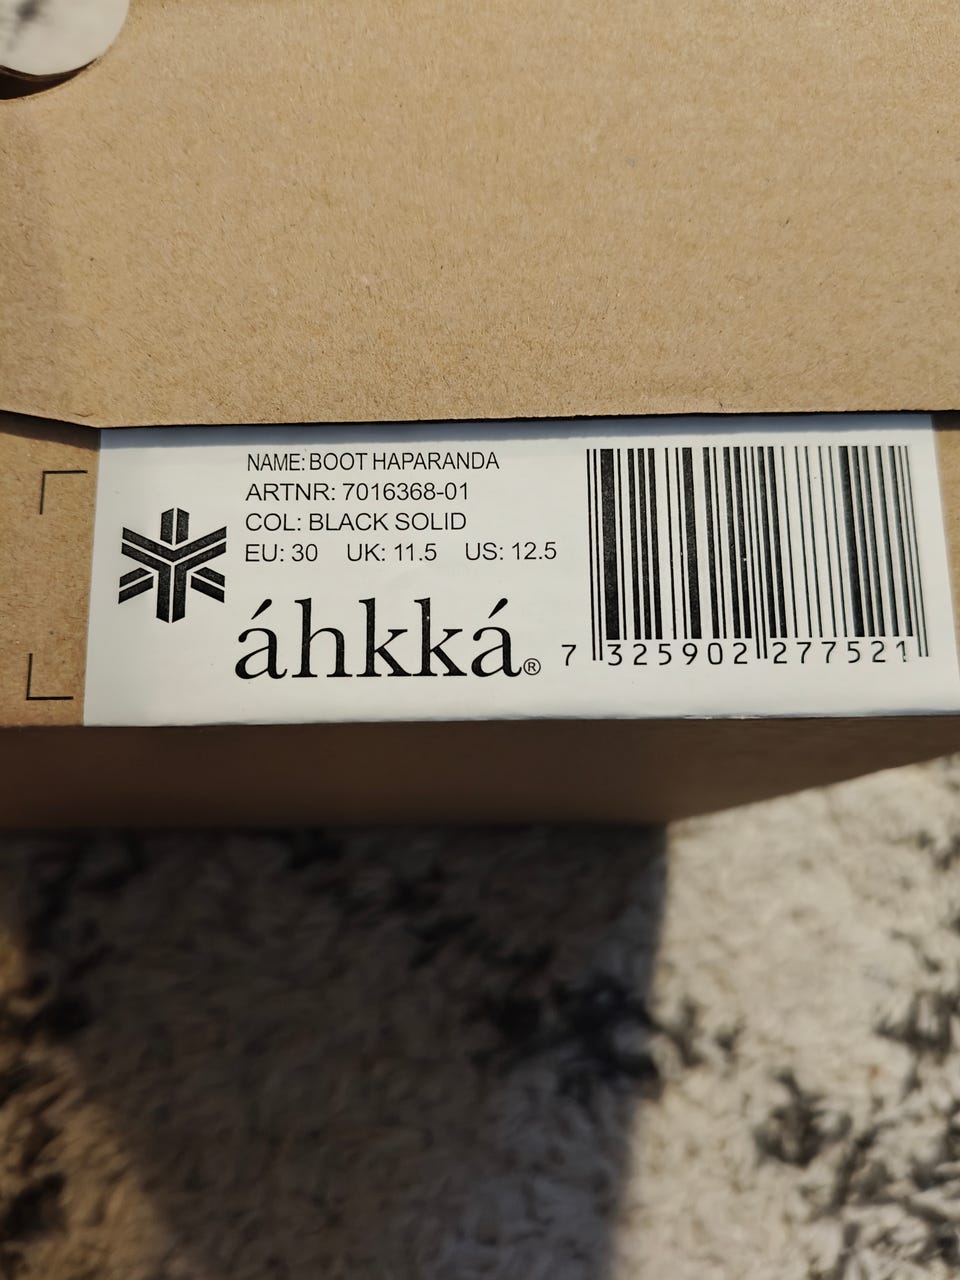 NAME: BOOT HAPARANDA
ARTNR: 7016368-01
COL: BLACK SOLID
EU: 30 UK: 11.5 US: 12.5
áhkká®
7 325902 277521